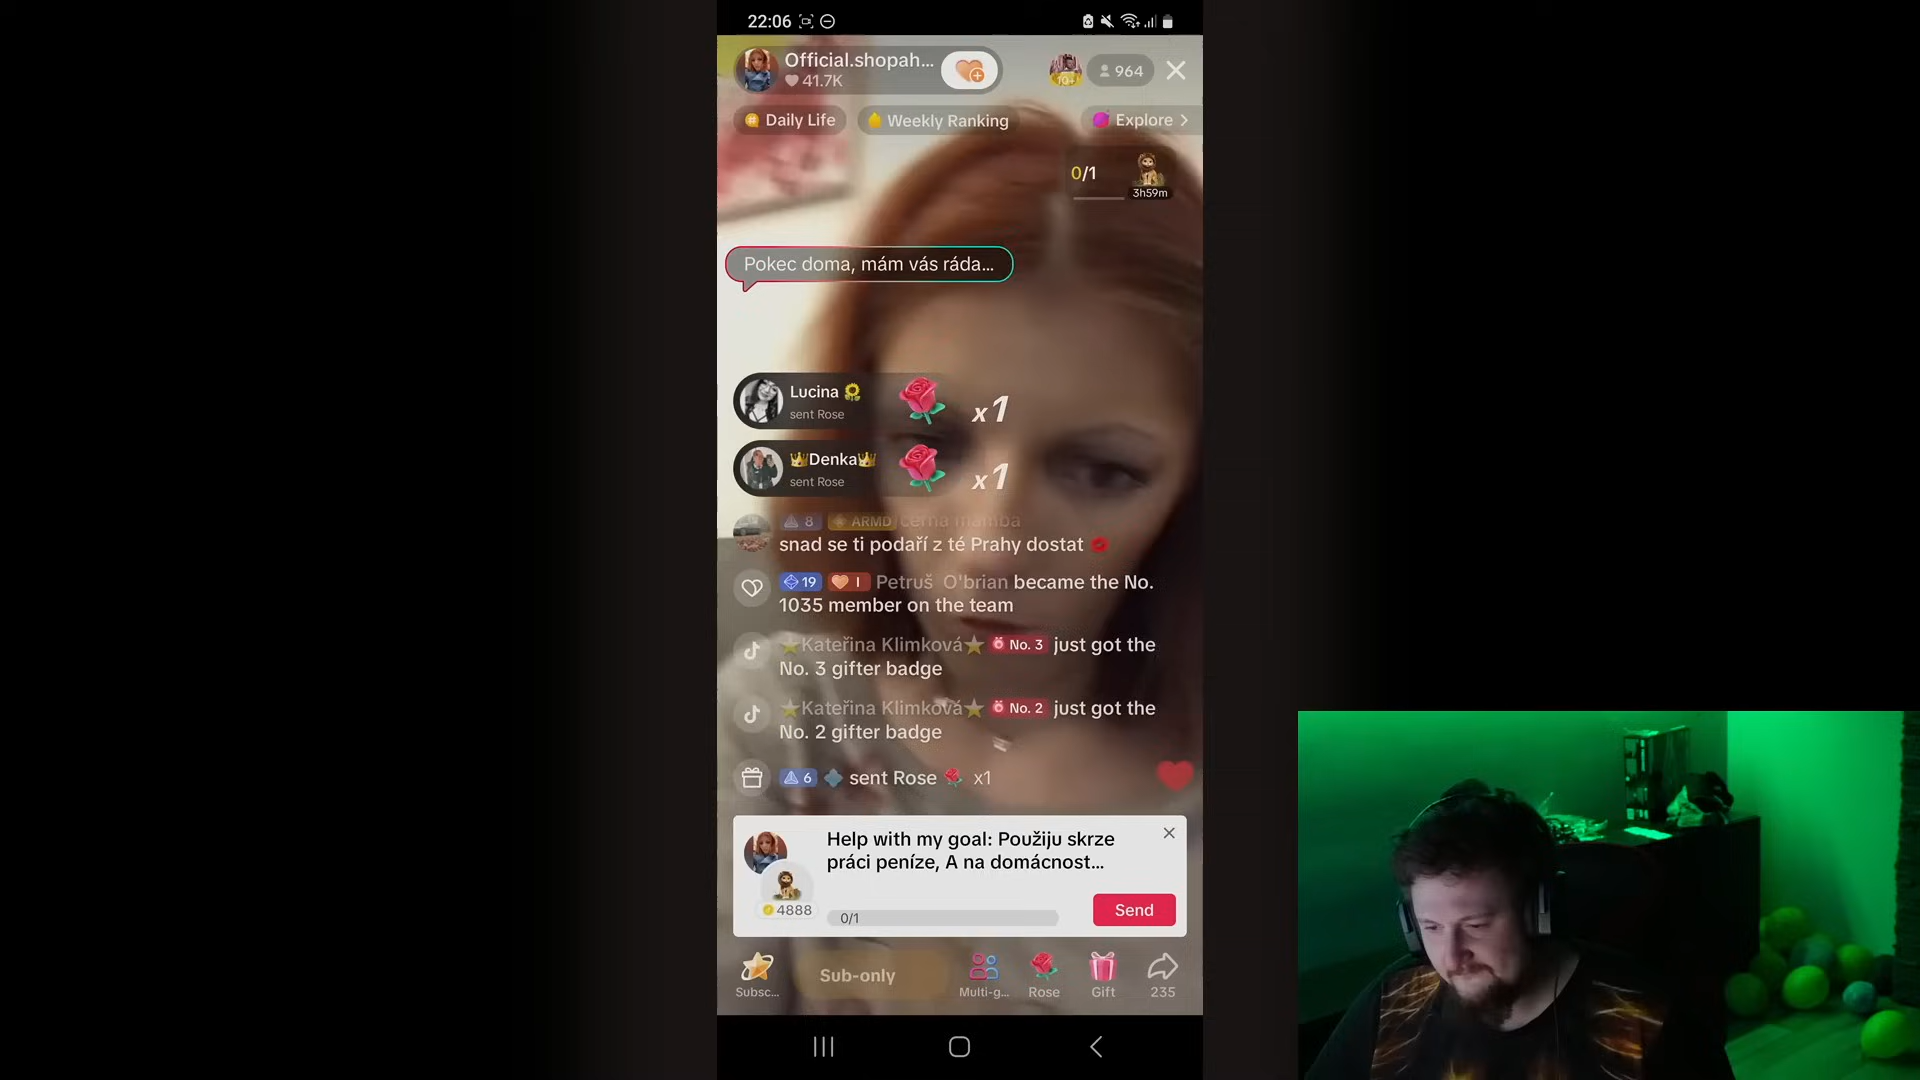 22:06
Official.shopah...
41.7K
10+
964
Daily Life
Weekly Ranking
Explore >
0/1
3h59m
Pokec doma, mám vás ráda...
Lucina
sent Rose
x1
Denka
sent Rose
x1
8 ARMD černá mamba
snad se ti podaří z té Prahy dostat
19 I Petruš O'brian became the No.
1035 member on the team
Kateřina Klimková No. 3 just got the
No. 3 gifter badge
Kateřina Klimková No. 2 just got the
No. 2 gifter badge
6 sent Rose x1
Help with my goal: Použiju skrze
práci peníze, A na domácnost...
4888
0/1
Send
Sub-only
Subsc...
Multi-g...
Rose
Gift
235